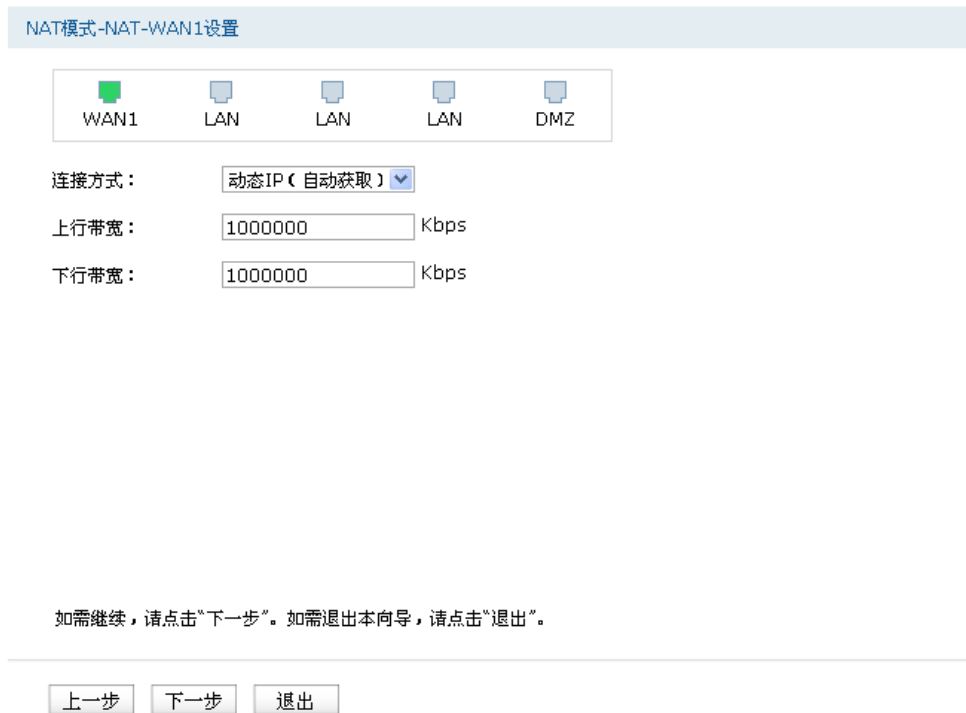 NAT模式-NAT-WAN1设置
WAN1 LAN LAN LAN DMZ
连接方式： 动态IP(自动获取)
上行带宽： 1000000 Kbps
下行带宽： 1000000 Kbps
如需继续，请点击“下一步”。如需退出本向导，请点击“退出”。
上一步 下一步 退出